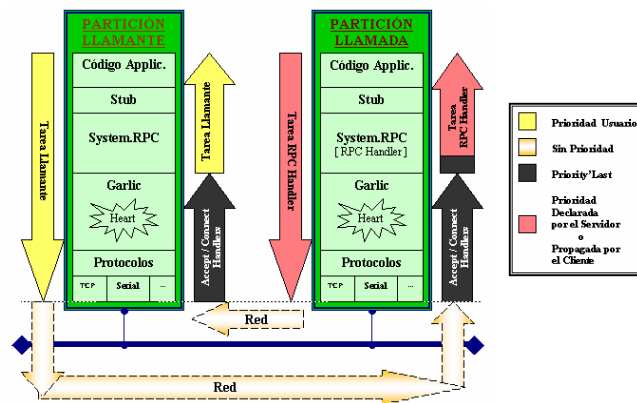 PARTICIÓN
LLAMANTE
Código Applic.
Stub
System.RPC
Garlic
Heart
Protocolos
TCP
Serial
...
Tarea Llamante
Tarea Llamante
Accept / Connect
Handlers
PARTICIÓN
LLAMADA
Código Applic.
Stub
System.RPC
[ RPC Handler ]
Garlic
Heart
Protocolos
TCP
Serial
...
Tarea RPC Handler
Tarea
RPC Handler
Accept / Connect
Handlers
Red
Red
Prioridad Usuario
Sin Prioridad
Priority'Last
Prioridad
Declarada
por el Servidor
o
Propagada por
el Cliente